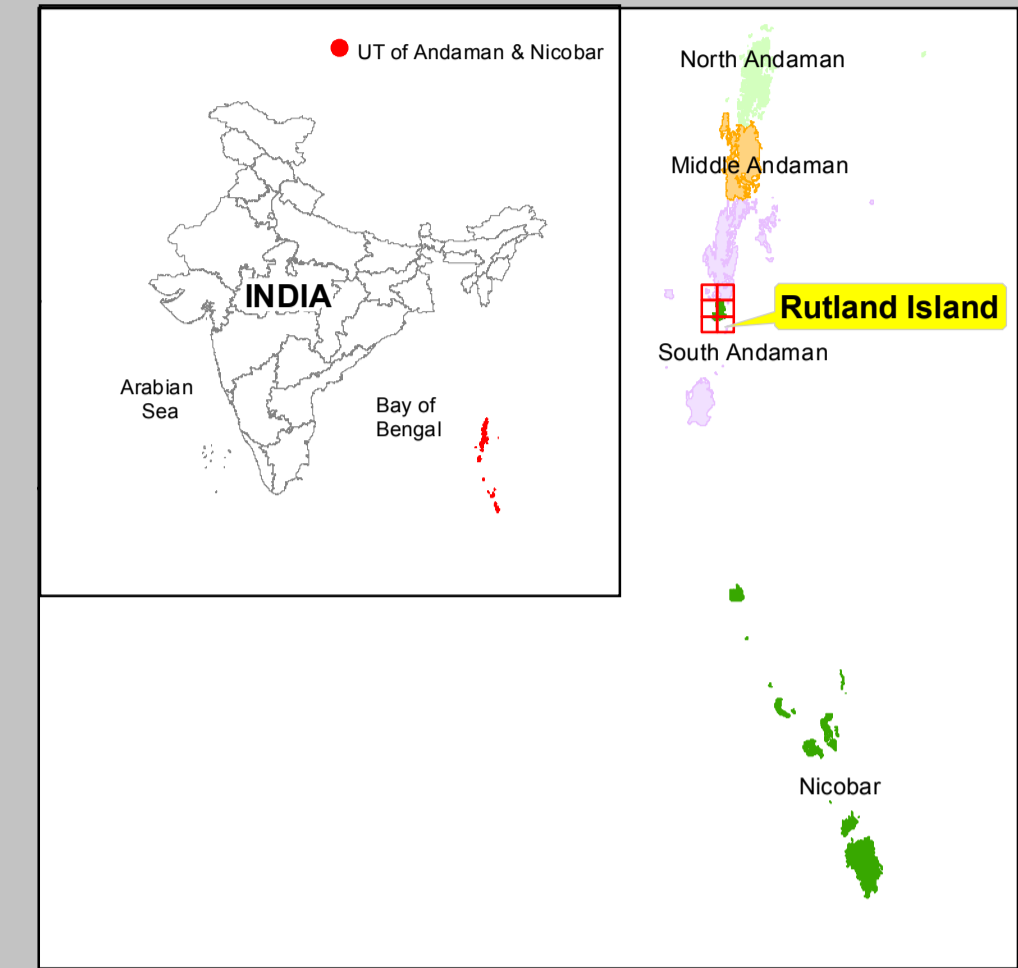 UT of Andaman & Nicobar
INDIA
Arabian
Sea
Bay of
Bengal
North Andaman
Middle Andaman
Rutland Island
South Andaman
Nicobar